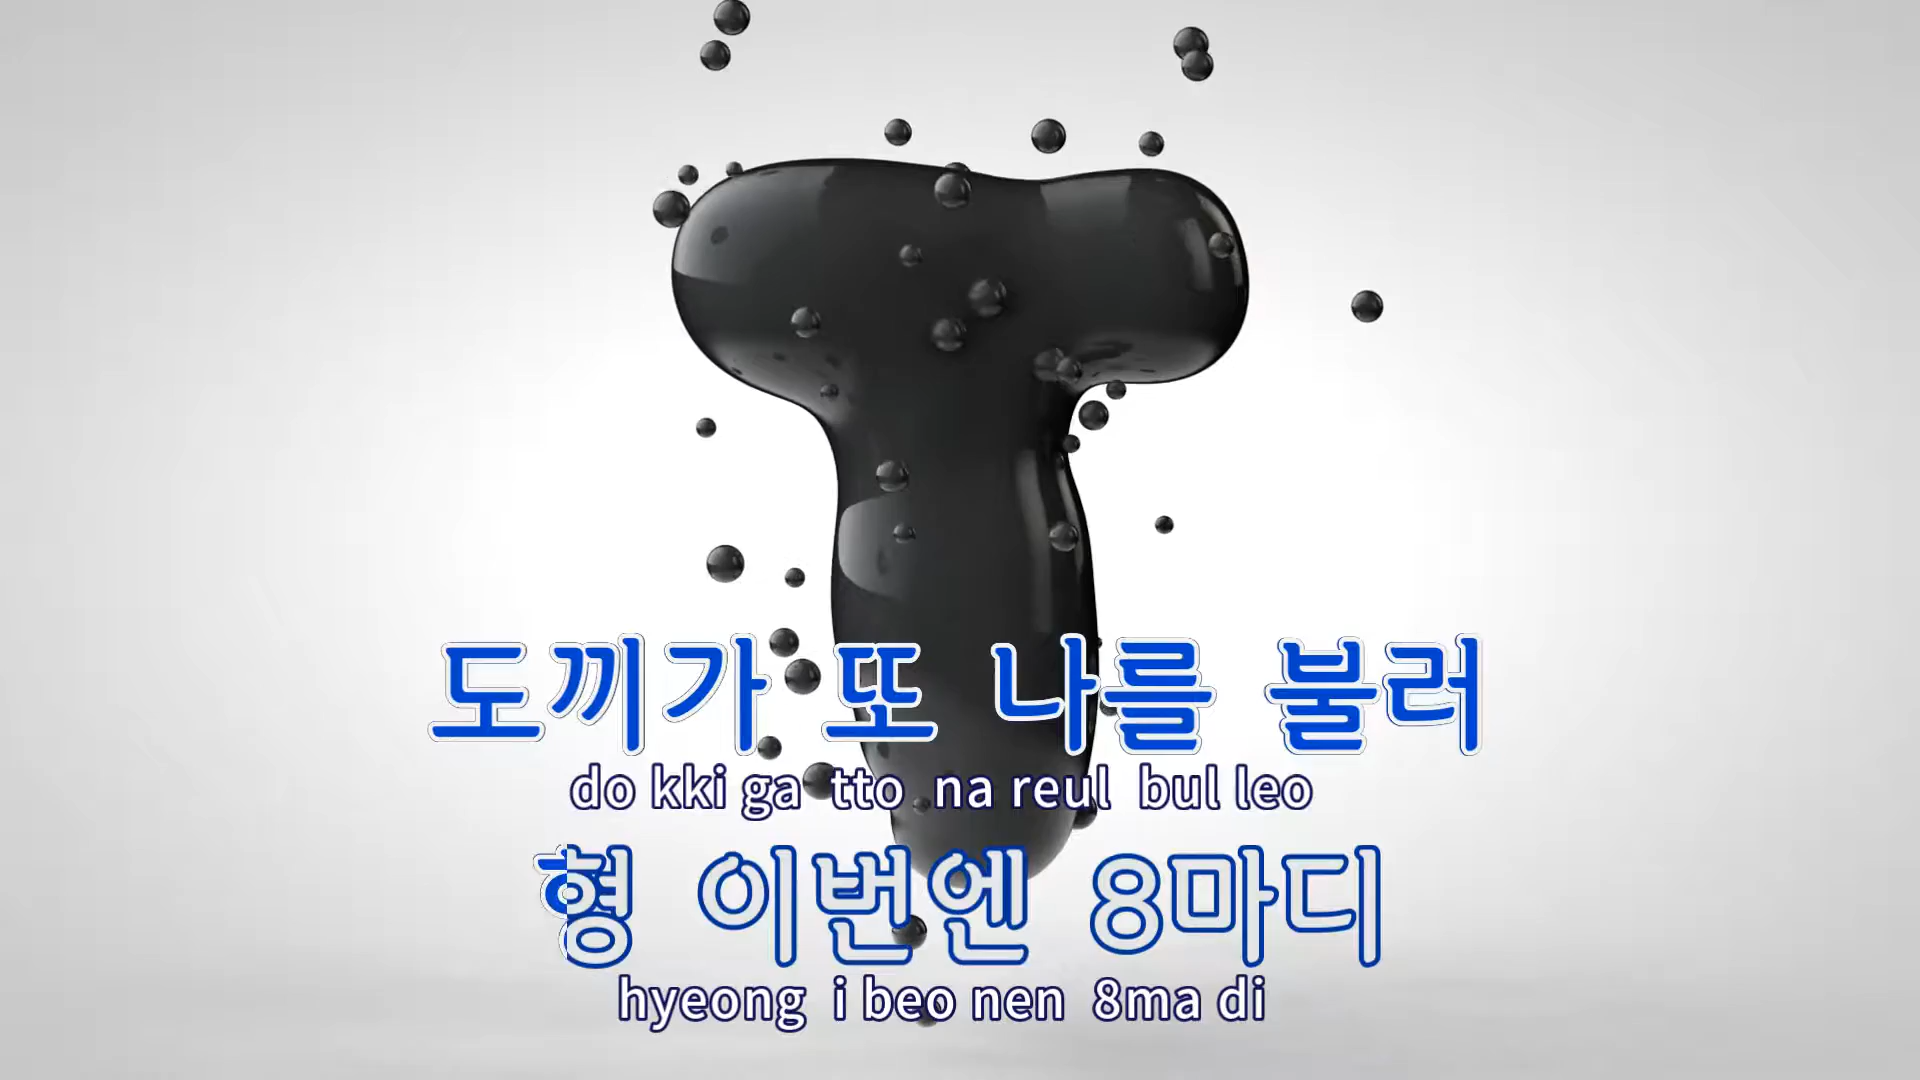 도끼가 또 나를 불러
do kki ga tto na reul bul leo
형 이번엔 8마디
hyeong i beo nen 8ma di